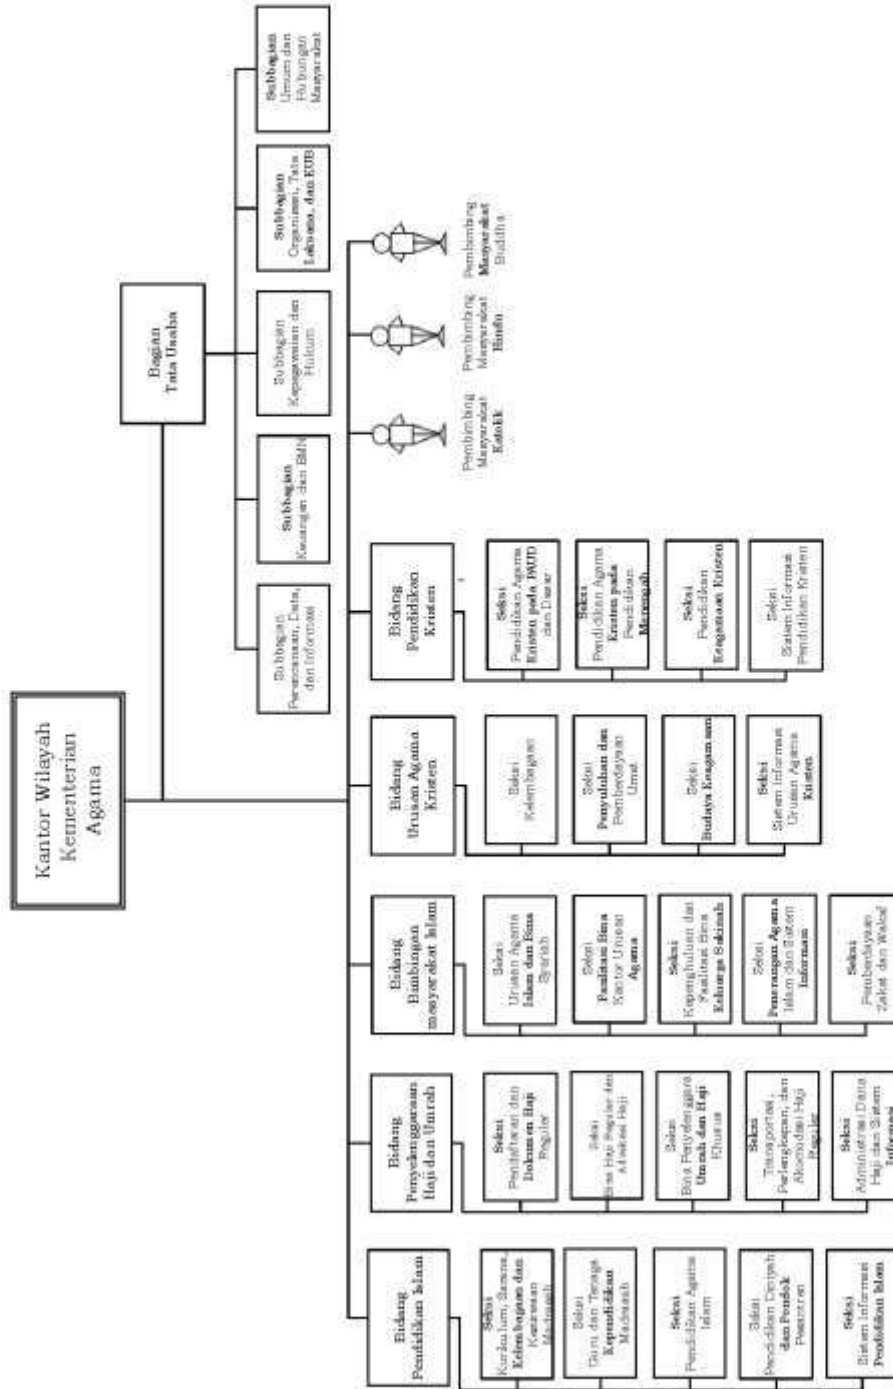 Kantor Wilayah
Kementerian
Agama
Bagian
Tata Usaha
Subbagian
Perencanaan, Data,
dan Informasi
Subbagian
Keuangan dan BMN
Subbagian
Kepegawaian dan
Hukum
Subbagian
Organisasi, Tata
Laksana, dan KUB
Subbagian
Umum dan
Hubungan
Masyarakat
Bidang
Pendidikan Islam
Seksi
Kurikulum, Sarana,
Kelembagaan dan
Kesiswaan
Madrasah
Seksi
Guru dan Tenaga
Kependidikan
Madrasah
Seksi
Pendidikan Agama
Islam
Seksi
Pendidikan Diniyah
dan Pondok
Pesantren
Seksi
Sistem Informasi
Pendidikan Islam
Bidang
Penyelenggaraan
Haji dan Umrah
Seksi
Pendaftaran dan
Dokumen Haji
Reguler
Seksi
Bina Haji Reguler dan
Advokasi Haji
Seksi
Bina Penyelenggara
Umrah dan Haji
Khusus
Seksi
Transportasi,
Perlengkapan, dan
Akomodasi Haji
Reguler
Seksi
Administrasi Dana
Haji dan Sistem
Informasi
Bidang
Bimbingan
masyarakat Islam
Seksi
Urusan Agama
Islam dan Bina
Syariah
Seksi
Fasilitasi Bina
Kantor Urusan
Agama
Seksi
Kepenghuluan dan
Fasilitasi Bina
Keluarga Sakinah
Seksi
Penerangan Agama
Islam dan Sistem
Informasi
Seksi
Pemberdayaan
Zakat dan Wakaf
Bidang
Urusan Agama
Kristen
Seksi
Kelembagaan
Seksi
Penyuluhan dan
Pemberdayaan
Umat
Seksi
Budaya Keagamaan
Seksi
Sistem Informasi
Urusan Agama
Kristen
Bidang
Pendidikan
Kristen
Seksi
Pendidikan Agama
Kristen pada PAUD
dan Dasar
Seksi
Pendidikan Agama
Kristen pada
Pendidikan
Menengah
Seksi
Pendidikan
Keagamaan Kristen
Seksi
Sistem Informasi
Pendidikan Kristen
Pembimbing
Masyarakat
Katolik
Pembimbing
Masyarakat
Hindu
Pembimbing
Masyarakat
Buddha